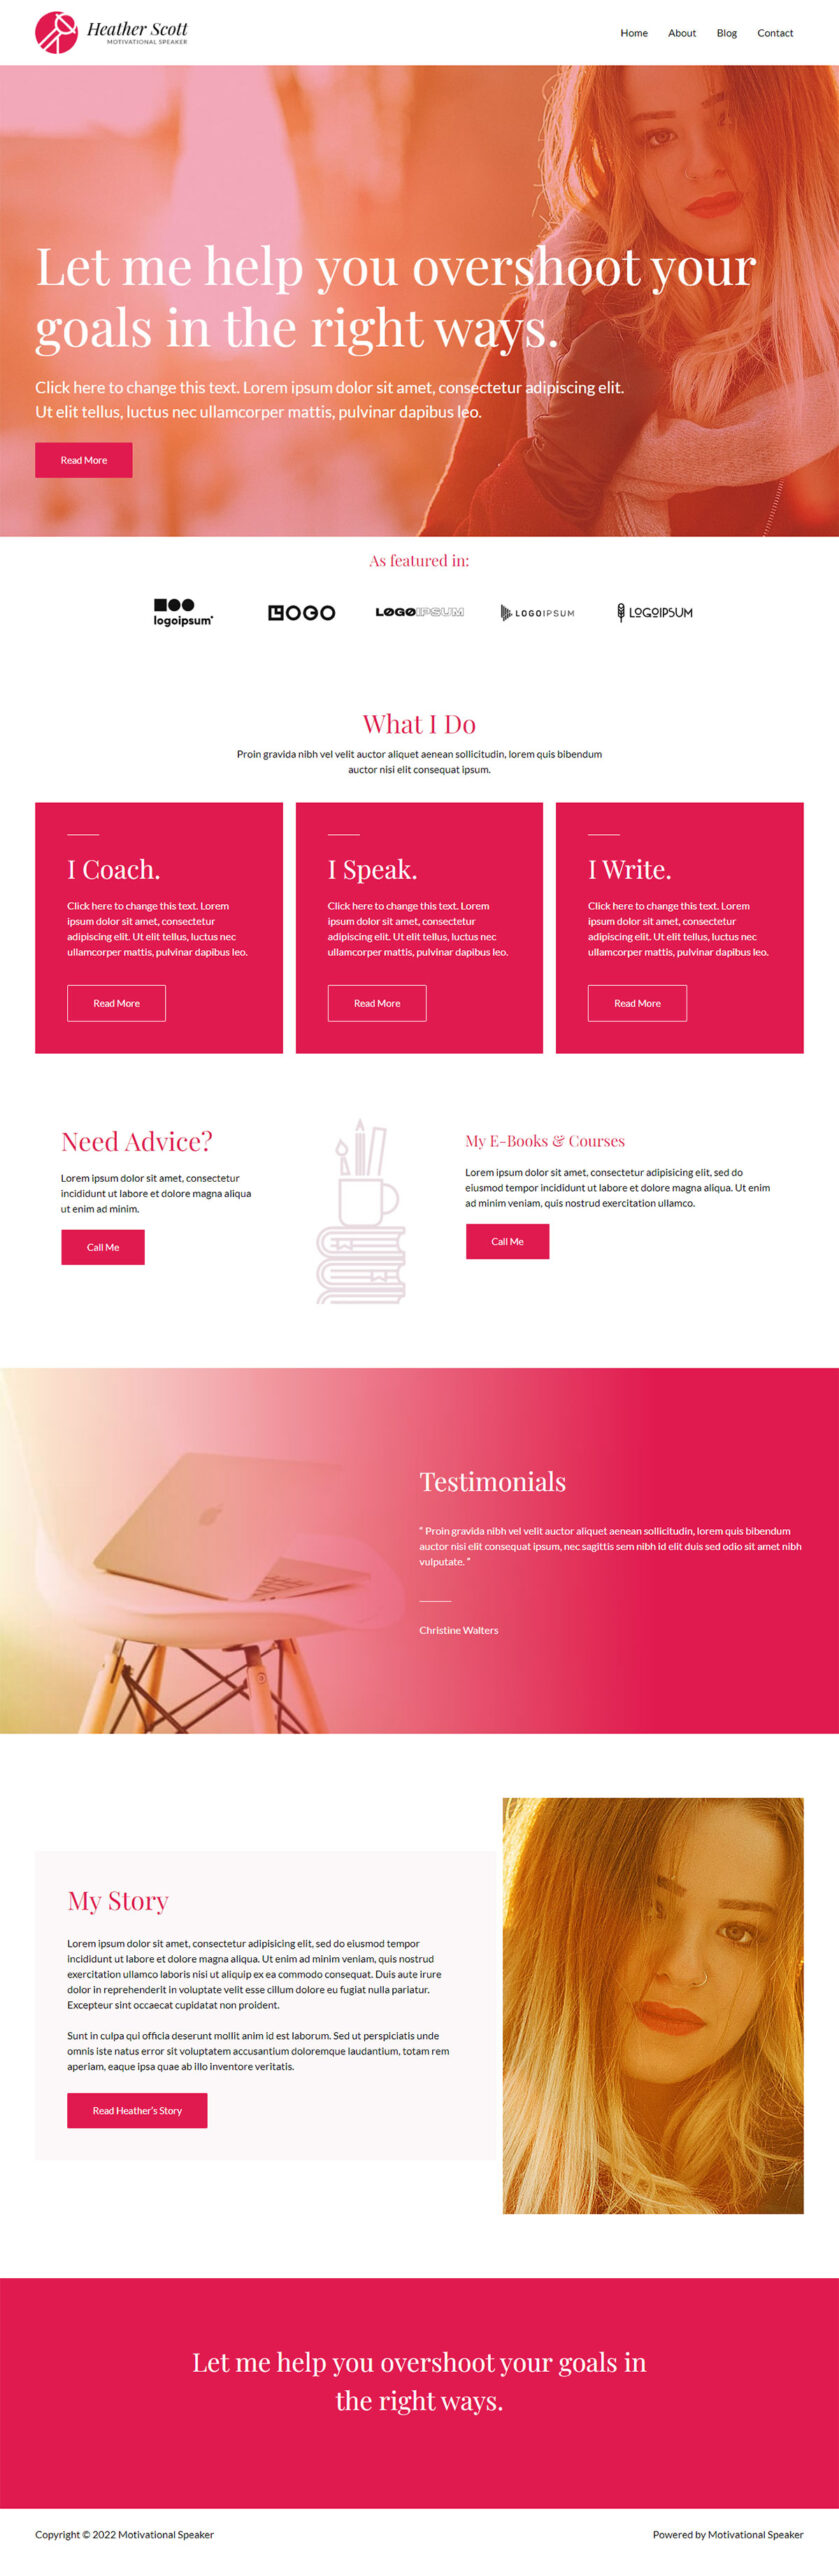 Heather Scott
MOTIVATIONAL SPEAKER
Home About Blog Contact
Let me help you overshoot your
goals in the right ways.
Click here to change this text. Lorem ipsum dolor sit amet, consectetur adipiscing elit.
Ut elit tellus, luctus nec ullamcorper mattis, pulvinar dapibus leo.
Read More
As featured in:
logoipsum
LOGO
LOGOIPSUM
LOGOIPSUM
LOGOIPSUM
What I Do
Proin gravida nibh vel velit auctor aliquet aenean sollicitudin, lorem quis bibendum
auctor nisi elit consequat ipsum.
I Coach.
Click here to change this text. Lorem
ipsum dolor sit amet, consectetur
adipiscing elit. Ut elit tellus, luctus nec
ullamcorper mattis, pulvinar dapibus leo.
Read More
I Speak.
Click here to change this text. Lorem
ipsum dolor sit amet, consectetur
adipiscing elit. Ut elit tellus, luctus nec
ullamcorper mattis, pulvinar dapibus leo.
Read More
I Write.
Click here to change this text. Lorem
ipsum dolor sit amet, consectetur
adipiscing elit. Ut elit tellus, luctus nec
ullamcorper mattis, pulvinar dapibus leo.
Read More
Need Advice?
Lorem ipsum dolor sit amet, consectetur
incididunt ut labore et dolore magna aliqua
ut enim ad minim.
Call Me
My E-Books & Courses
Lorem ipsum dolor sit amet, consectetur adipisicing elit, sed do
eiusmod tempor incididunt ut labore et dolore magna aliqua. Ut enim
ad minim veniam, quis nostrud exercitation ullamco.
Call Me
Testimonials
" Proin gravida nibh vel velit auctor aliquet aenean sollicitudin, lorem quis bibendum
auctor nisi elit consequat ipsum, nec sagittis sem nibh id elit duis sed odio sit amet nibh
vulputate. "
Christine Walters
My Story
Lorem ipsum dolor sit amet, consectetur adipisicing elit, sed do eiusmod tempor
incididunt ut labore et dolore magna aliqua. Ut enim ad minim veniam, quis nostrud
exercitation ullamco laboris nisi ut aliquip ex ea commodo consequat. Duis aute irure
dolor in reprehenderit in voluptate velit esse cillum dolore eu fugiat nulla pariatur.
Excepteur sint occaecat cupidatat non proident.
Sunt in culpa qui officia deserunt mollit anim id est laborum. Sed ut perspiciatis unde
omnis iste natus error sit voluptatem accusantium doloremque laudantium, totam rem
aperiam, eaque ipsa quae ab illo inventore veritatis.
Read Heather's Story
Let me help you overshoot your goals in
the right ways.
Copyright © 2022 Motivational Speaker
Powered by Motivational Speaker